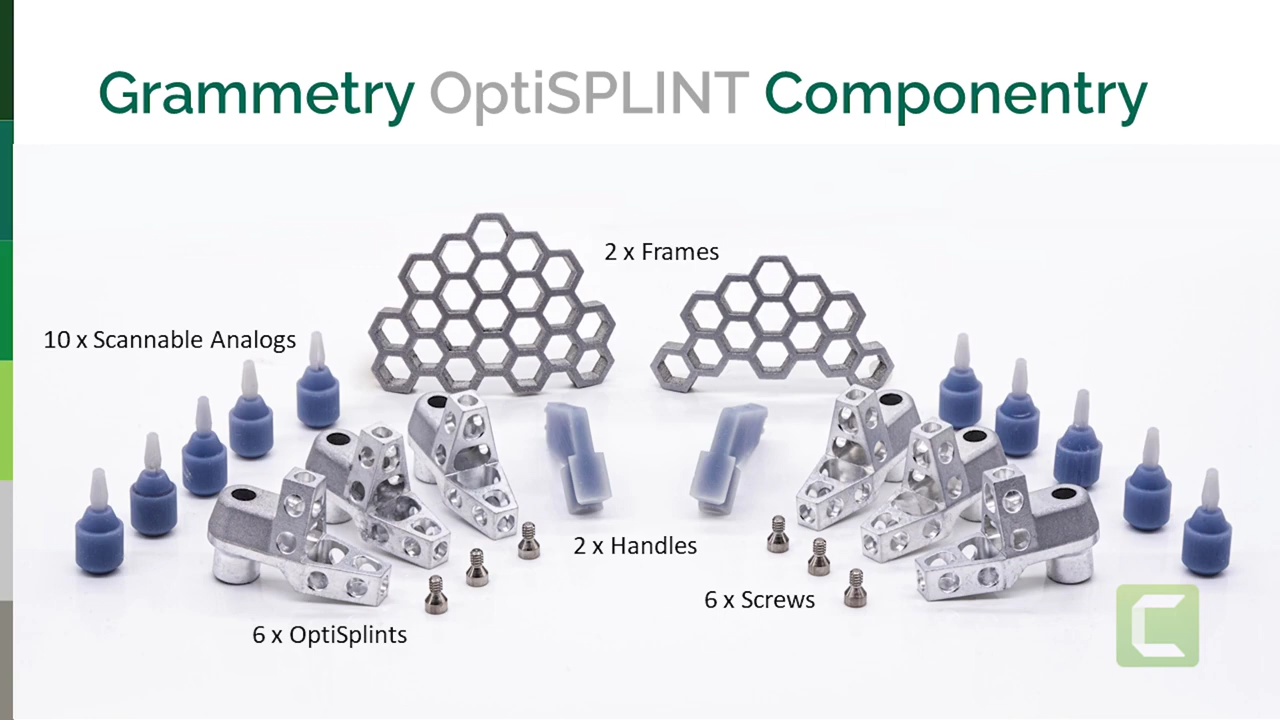 Grammetry OptiSPLINT Componentry
2 x Frames
10 x Scannable Analogs
2 x Handles
6 x Screws
6 x OptiSplints